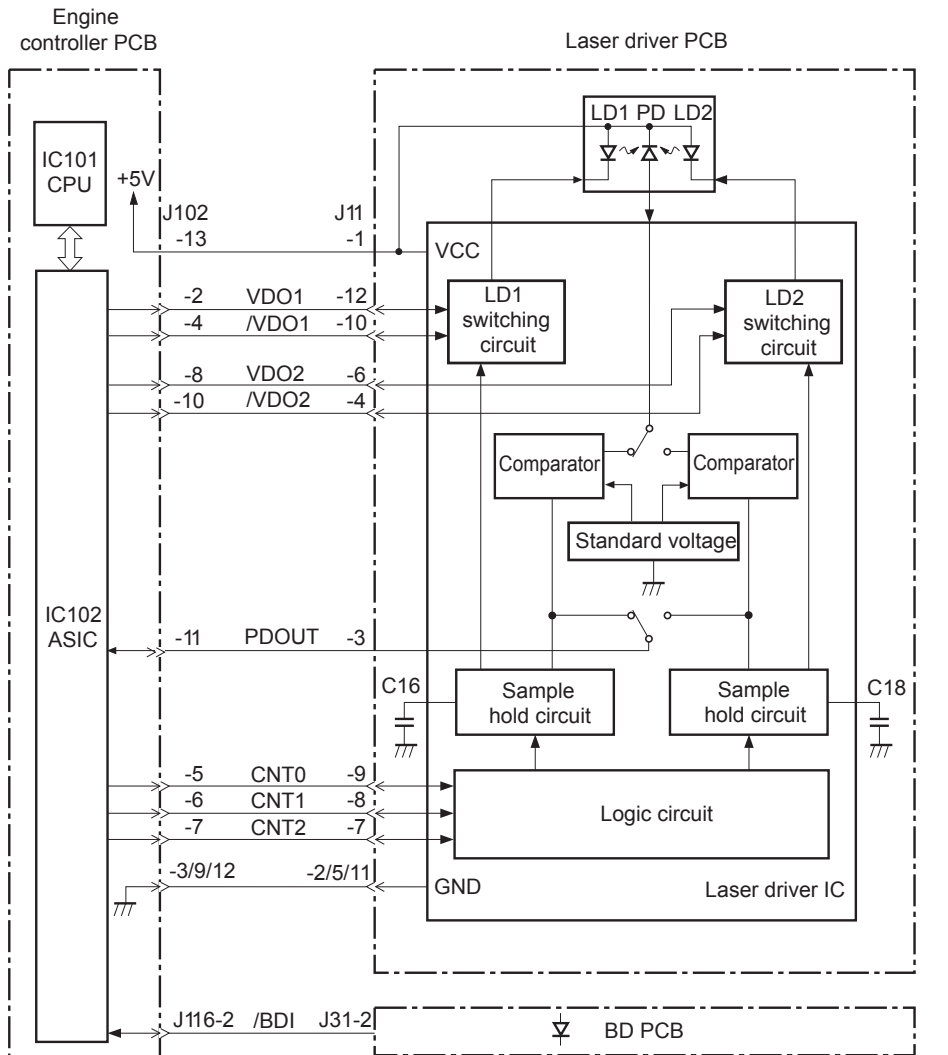 Engine
controller PCB
Laser driver PCB
LD1 PD LD2
IC101
CPU
+5V
J102
J11
-13
-1
VCC
-2 VDO1 -12
-4 /VDO1 -10
-8 VDO2 -6
-10 /VDO2 -4
LD1
switching
circuit
LD2
switching
circuit
Comparator
Comparator
Standard voltage
IC102
ASIC
-11 PDOUT -3
C16
Sample
hold circuit
Sample
hold circuit
C18
-5 CNT0 -9
-6 CNT1 -8
-7 CNT2 -7
Logic circuit
-3/9/12 -2/5/11
GND
Laser driver IC
J116-2 /BDI J31-2
BD PCB